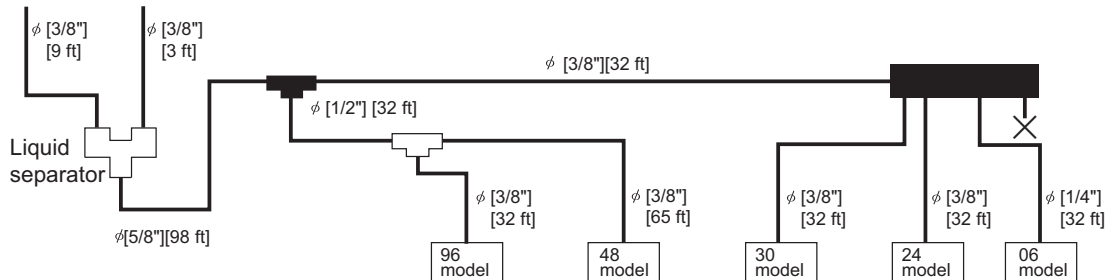 ϕ [3/8"]
[9 ft]
ϕ [3/8"]
[3 ft]
ϕ [3/8"][32 ft]
ϕ [1/2"] [32 ft]
Liquid
separator
ϕ[5/8"][98 ft]
ϕ [3/8"]
[32 ft]
ϕ [3/8"]
[65 ft]
ϕ [3/8"]
[32 ft]
ϕ [3/8"]
[32 ft]
ϕ [1/4"]
[32 ft]
96
model
48
model
30
model
24
model
06
model